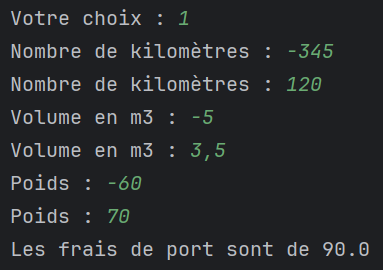 Votre choix : 1
Nombre de kilomètres : -345
Nombre de kilomètres : 120
Volume en m3 : -5
Volume en m3 : 3,5
Poids : -60
Poids : 70
Les frais de port sont de 90.0